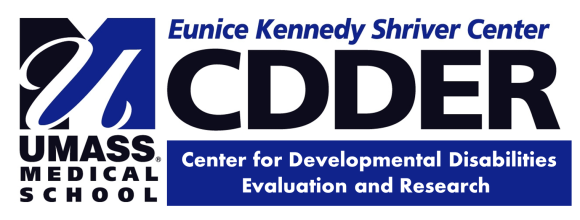 UMASS®
MEDICAL
SCHOOL
Eunice Kennedy Shriver Center
CDDER
Center for Developmental Disabilities
Evaluation and Research